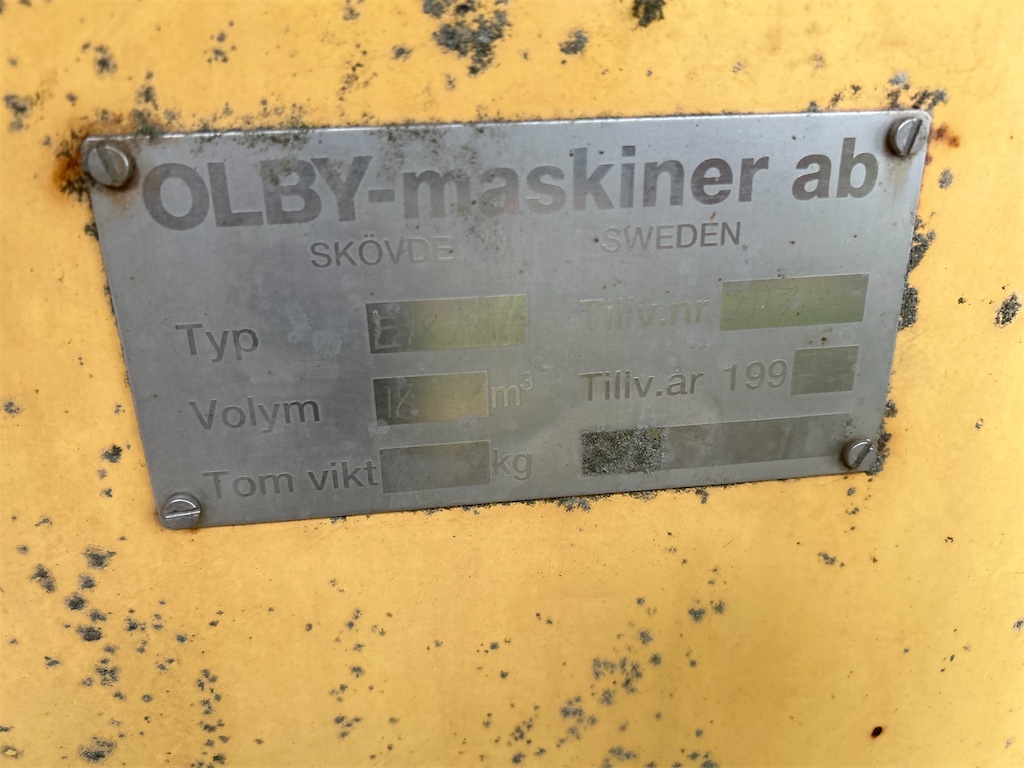 OLBY-maskiner ab
SKÖVDE SWEDEN
Typ Tillv.nr
Volym 18 m³ Tillv.år 199
Tom vikt kg